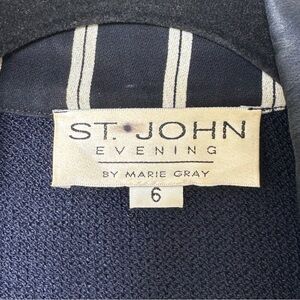 ST. JOHN
EVENING
BY MARIE GRAY
6